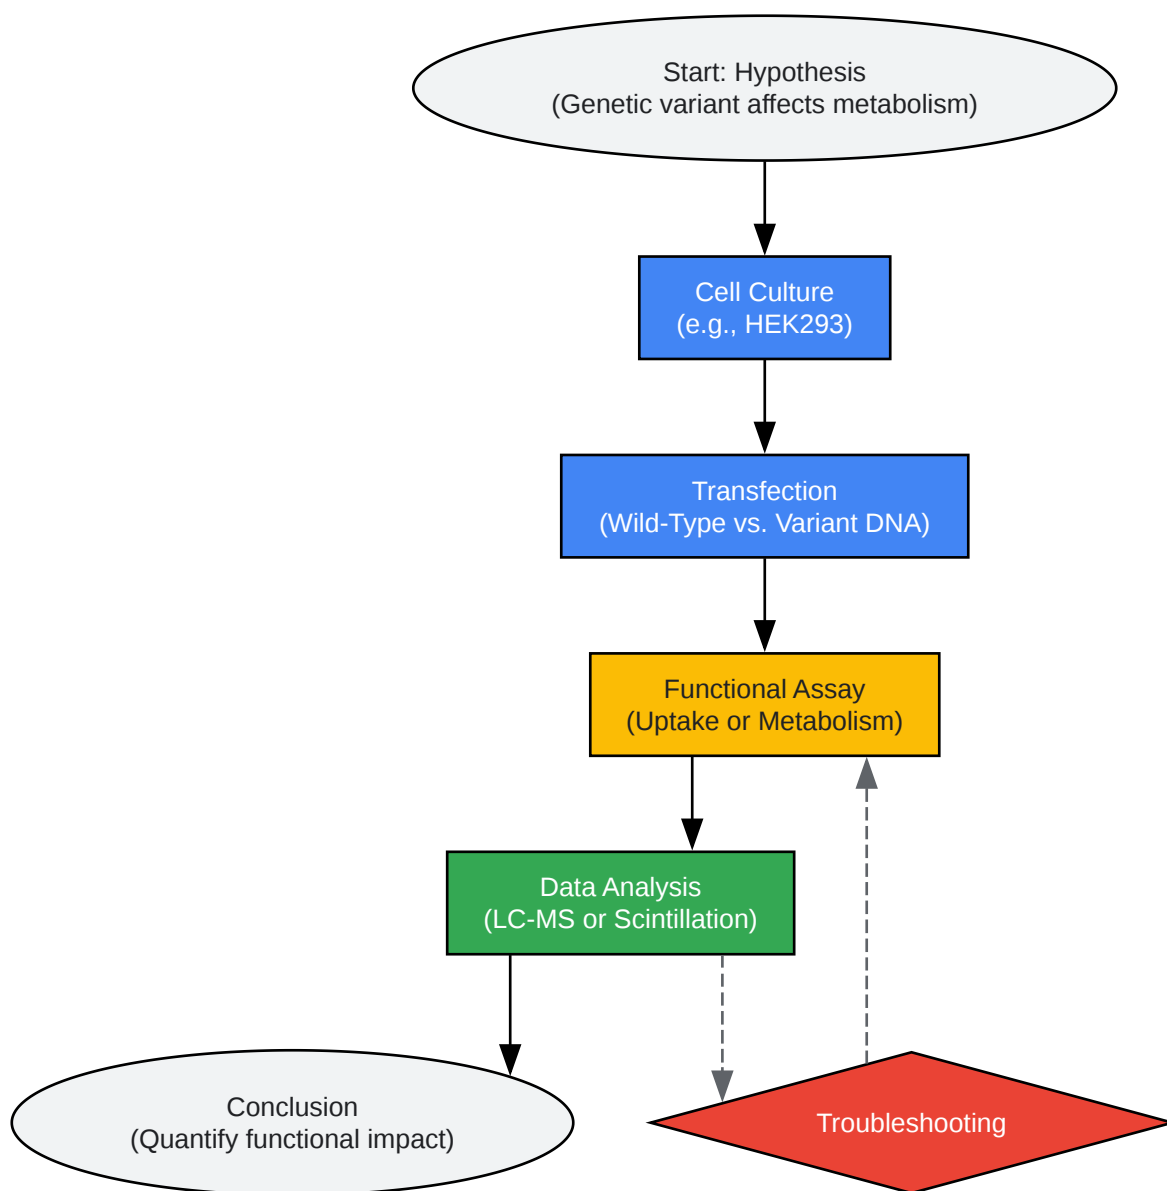 Start: Hypothesis
(Genetic variant affects metabolism)
Cell Culture
(e.g., HEK293)
Transfection
(Wild-Type vs. Variant DNA)
Functional Assay
(Uptake or Metabolism)
Data Analysis
(LC-MS or Scintillation)
Conclusion
(Quantify functional impact)
Troubleshooting